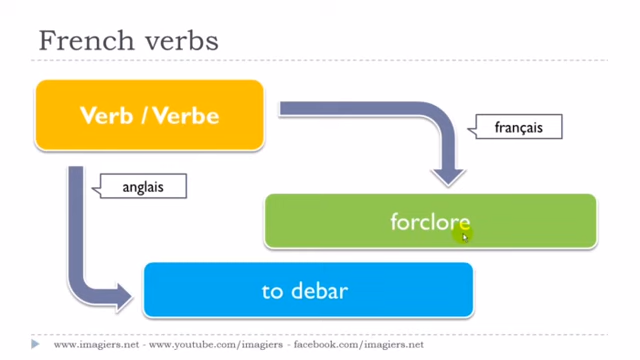 French verbs
Verb / Verbe
français
anglais
forclore
to debar
www.imagiers.net - www.youtube.com/imagiers - facebook.com/imagiers.net